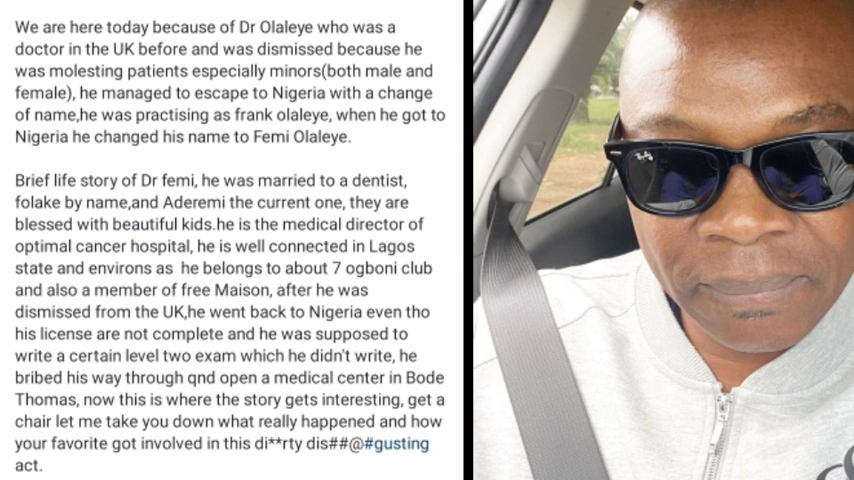 We are here today because of Dr Olaleye who was a
doctor in the UK before and was dismissed because he
was molesting patients especially minors(both male and
female), he managed to escape to Nigeria with a change
of name,he was practising as frank olaleye, when he got to
Nigeria he changed his name to Femi Olaleye.
Brief life story of Dr femi, he was married to a dentist,
folake by name,and Aderemi the current one, they are
blessed with beautiful kids.he is the medical director of
optimal cancer hospital, he is well connected in Lagos
state and environs as  he belongs to about 7 ogboni club
and also a member of free Maison, after he was
dismissed from the UK,he went back to Nigeria even tho
his license are not complete and he was supposed to
write a certain level two exam which he didn't write, he
bribed his way through qnd open a medical center in Bode
Thomas, now this is where the story gets interesting, get a
chair let me take you down what really happened and how
your favorite got involved in this di**rty dis##@#gusting
act.
Ray-Ban